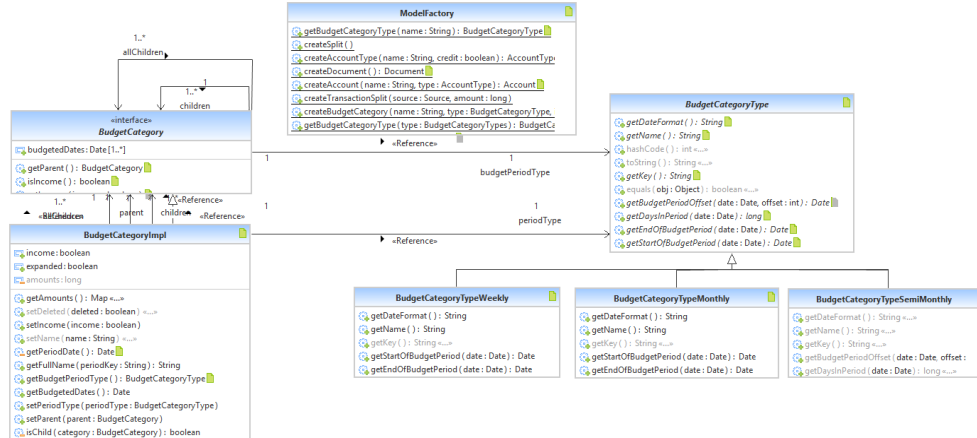 1..*
allChildren
1
1..*
children
«interface»
BudgetCategory
budgetedDates : Date [1..*]
getParent ( ) : BudgetCategory
isIncome ( ) : boolean
ModelFactory
getBudgetCategoryType ( name : String ) : BudgetCategoryType
createSplit ( )
createAccountType ( name : String, credit : boolean ) : AccountType
createDocument ( ) : Document
createAccount ( name : String, type : AccountType ) : Account
createTransactionSplit ( source : Source, amount : long )
createBudgetCategory ( name : String, type : BudgetCategoryType,
getBudgetCategoryType ( type : BudgetCategoryTypes ) : BudgetCa
«Reference»
1
1
budgetPeriodType
1
1
periodType
«Reference»
BudgetCategoryType
getDateFormat ( ) : String
getName ( ) : String
hashCode ( ) : int «...»
toString ( ) : String «...»
getKey ( ) : String
equals ( obj : Object ) : boolean «...»
getBudgetPeriodOffset ( date : Date, offset : int ) : Date
getDaysInPeriod ( date : Date ) : long
getEndOfBudgetPeriod ( date : Date ) : Date
getStartOfBudgetPeriod ( date : Date ) : Date
1..*
parent
children
«Reference»
«Reference»
BudgetCategoryImpl
income : boolean
expanded : boolean
amounts : long
getAmounts ( ) : Map «...»
setDeleted ( deleted : boolean ) «...»
setIncome ( income : boolean )
setName ( name : String ) «...»
getPeriodDate ( ) : Date
getFullName ( periodKey : String ) : String
getBudgetPeriodType ( ) : BudgetCategoryType
getBudgetedDates ( ) : Date
setPeriodType ( periodType : BudgetCategoryType )
setParent ( parent : BudgetCategory )
isChild ( category : BudgetCategory ) : boolean
BudgetCategoryTypeWeekly
getDateFormat ( ) : String
getName ( ) : String
getKey ( ) : String «...»
getStartOfBudgetPeriod ( date : Date ) : Date
getEndOfBudgetPeriod ( date : Date ) : Date
BudgetCategoryTypeMonthly
getDateFormat ( ) : String
getName ( ) : String
getKey ( ) : String «...»
getStartOfBudgetPeriod ( date : Date ) : Date
getEndOfBudgetPeriod ( date : Date ) : Date
BudgetCategoryTypeSemiMonthly
getDateFormat ( ) : String «...»
getName ( ) : String «...»
getKey ( ) : String «...»
getBudgetPeriodOffset ( date : Date, offset :
getDaysInPeriod ( date : Date ) : long «...»